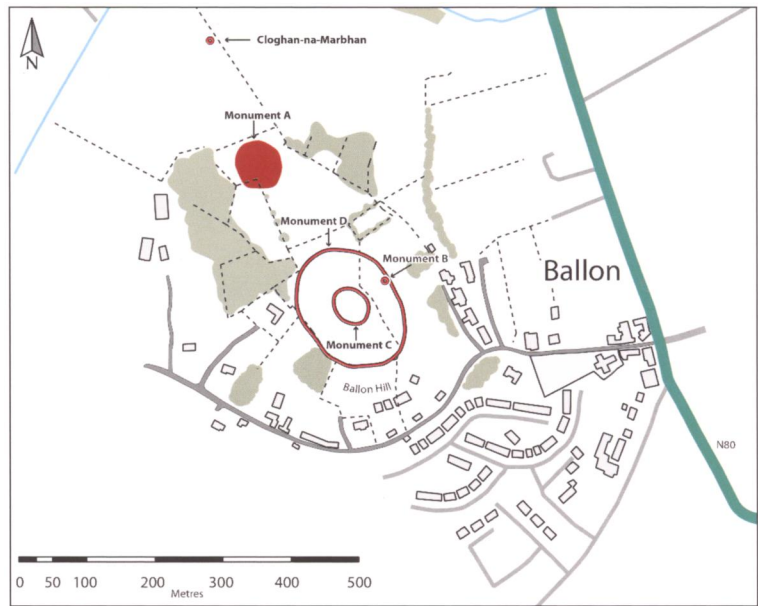 Cloghan-na-Marbhan
N
Monument A
Monument D
Monument B
Ballon
Monument C
Ballon Hill
N80
0 50 100 200 300 400 500
Metres